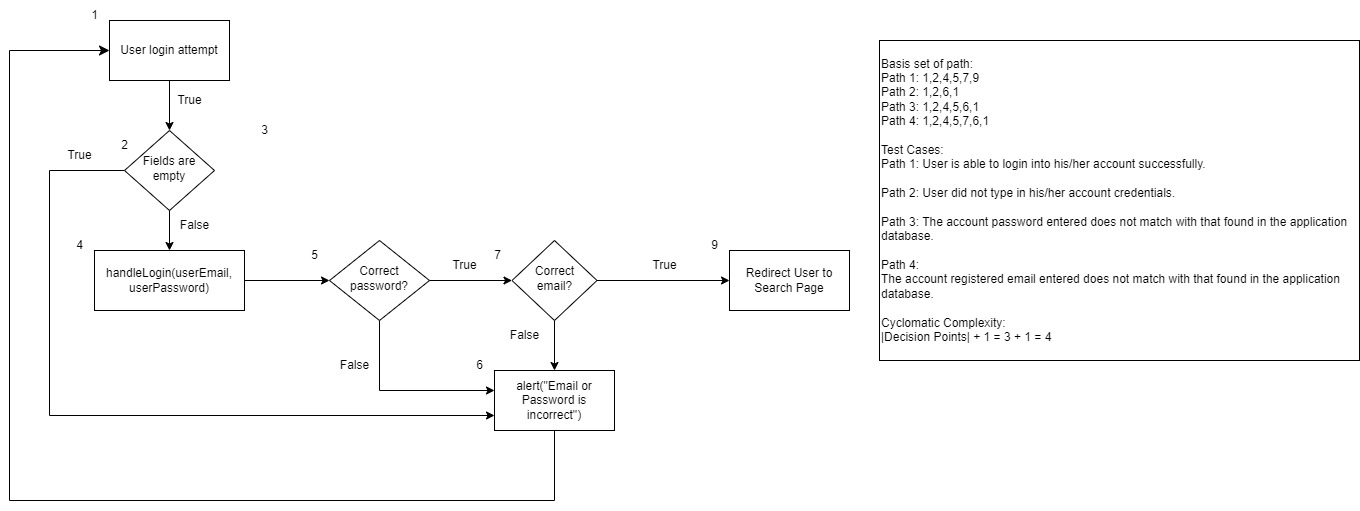 1
User login attempt
True
3
2
True
Fields are
empty
False
4
handleLogin(userEmail,
userPassword)
5
Correct
password?
True
7
Correct
email?
True
9
Redirect User to
Search Page
False
False
6
alert("Email or
Password is
incorrect")
Basis set of path:
Path 1: 1,2,4,5,7,9
Path 2: 1,2,6,1
Path 3: 1,2,4,5,6,1
Path 4: 1,2,4,5,7,6,1
Test Cases:
Path 1: User is able to login into his/her account successfully.
Path 2: User did not type in his/her account credentials.
Path 3: The account password entered does not match with that found in the application
database.
Path 4:
The account registered email entered does not match with that found in the application
database.
Cyclomatic Complexity:
|Decision Points| + 1 = 3 + 1 = 4